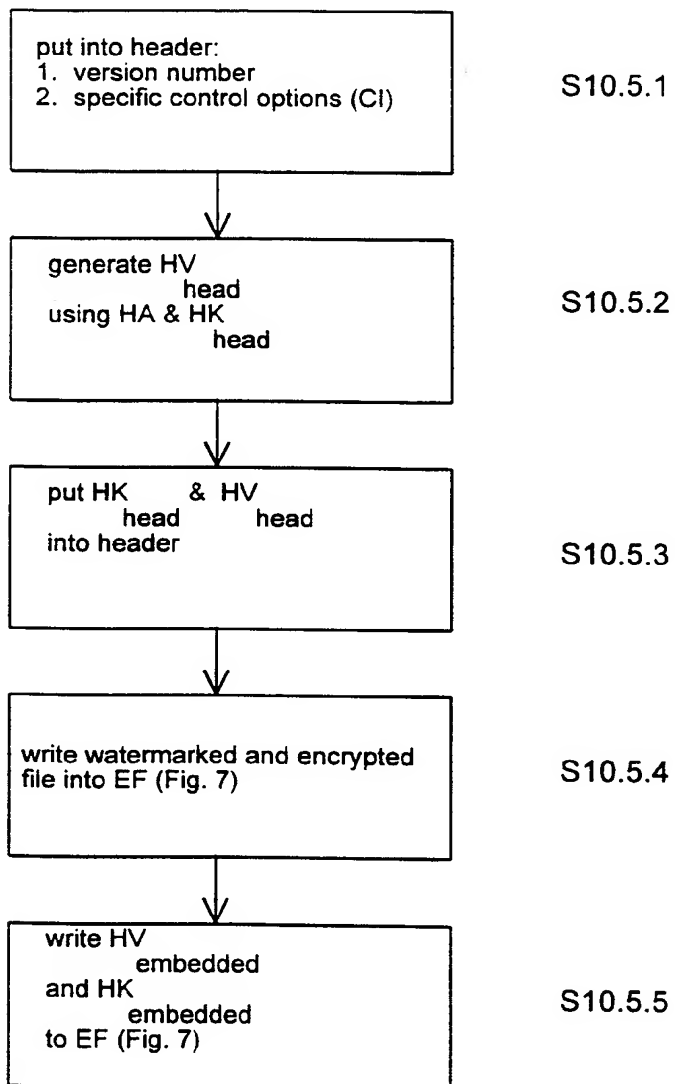 put into header:
1. version number
2. specific control options (CI)
S10.5.1
generate HV
head
using HA & HK
head
S10.5.2
put HK & HV
head head
into header
S10.5.3
write watermarked and encrypted
file into EF (Fig. 7)
S10.5.4
write HV
embedded
and HK
embedded
to EF (Fig. 7)
S10.5.5